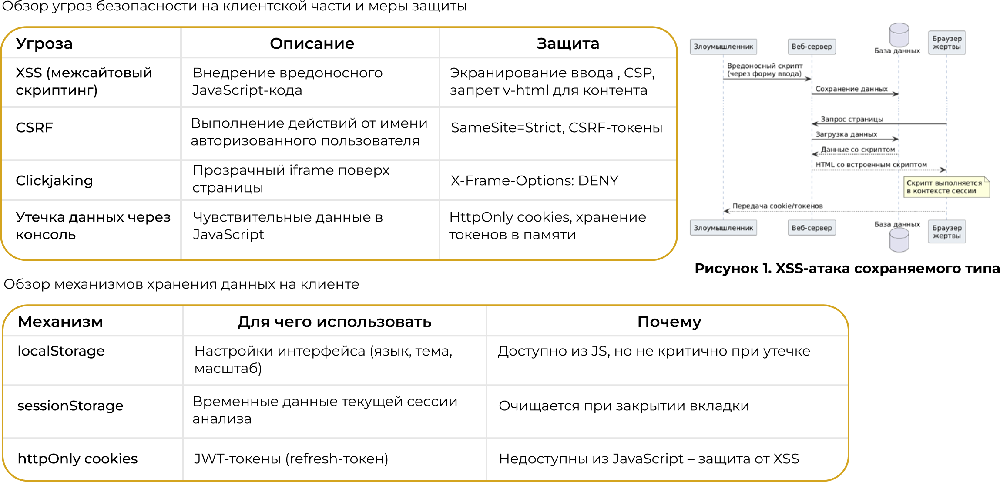 Обзор угроз безопасности на клиентской части и меры защиты
Угроза
Описание
Защита
XSS (межсайтовый
скриптинг)
Внедрение вредоносного
JavaScript-кода
Экранирование ввода , CSP,
запрет v-html для контента
CSRF
Выполнение действий от имени
авторизованного пользователя
SameSite=Strict, CSRF-токены
Clickjaking
Прозрачный iframe поверх
страницы
X-Frame-Options: DENY
Утечка данных через
консоль
Чувствительные данные в
JavaScript
HttpOnly cookies, хранение
токенов в памяти
Злоумышленник
Веб-сервер
База данных
Браузер
жертвы
Вредоносный скрипт
(через форму ввода)
Сохранение данных
Запрос страницы
Загрузка данных
Данные со скриптом
HTML со встроенным скриптом
Скрипт выполняется
в контексте сессии
Передача cookie/токенов
Злоумышленник
Веб-сервер
База данных
Браузер
жертвы
Рисунок 1. XSS-атака сохраняемого типа
Обзор механизмов хранения данных на клиенте
Механизм
Для чего использовать
Почему
localStorage
Настройки интерфейса (язык, тема,
масштаб)
Доступно из JS, но не критично при утечке
sessionStorage
Временные данные текущей сессии
анализа
Очищается при закрытии вкладки
httpOnly cookies
JWT-токены (refresh-токен)
Недоступны из JavaScript – защита от XSS